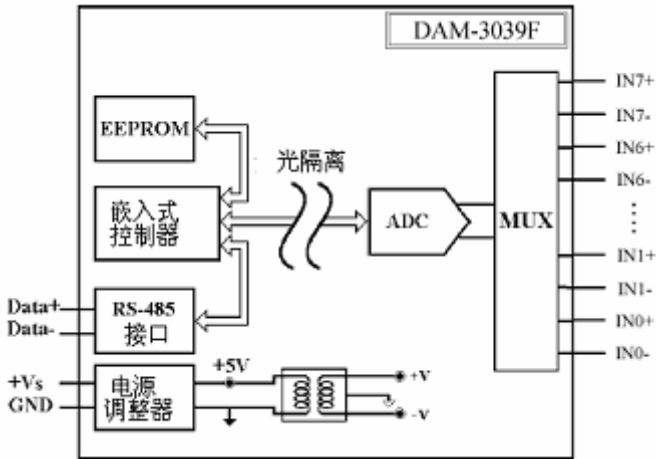 DAM-3039F
EEPROM
光隔离
嵌入式
控制器
ADC
MUX
IN7+
IN7-
IN6+
IN6-
IN1+
IN1-
IN0+
IN0-
Data+
Data-
RS-485
接口
+Vs
GND
电源
调整器
+5V
+V
-V